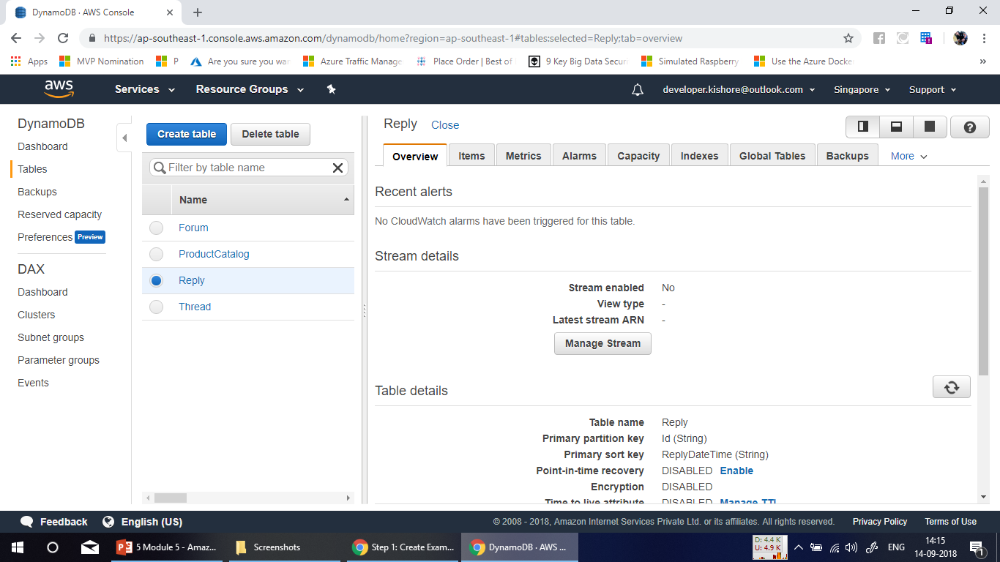 DynamoDB · AWS Console
https://ap-southeast-1.console.aws.amazon.com/dynamodb/home?region=ap-southeast-1#tables:selected=Reply;tab=overview
Apps MVP Nomination P Are you sure you wan Azure Traffic Manage Place Order | Best of 9 Key Big Data Securi Simulated Raspberry Use the Azure Docke »
aws Services Resource Groups developer.kishore@outlook.com Singapore Support
DynamoDB
Dashboard
Tables
Backups
Reserved capacity
Preferences Preview
DAX
Dashboard
Clusters
Subnet groups
Parameter groups
Events
Create table Delete table
Filter by table name
Name
Forum
ProductCatalog
Reply
Thread
Reply Close
Overview Items Metrics Alarms Capacity Indexes Global Tables Backups More
Recent alerts
No CloudWatch alarms have been triggered for this table.
Stream details
Stream enabled No
View type -
Latest stream ARN -
Manage Stream
Table details
Table name Reply
Primary partition key Id (String)
Primary sort key ReplyDateTime (String)
Point-in-time recovery DISABLED Enable
Encryption DISABLED
Time to live attribute DISABLED Manage TTL
Feedback English (US) © 2008 - 2018, Amazon Internet Services Private Ltd. or its affiliates. All rights reserved. Privacy Policy Terms of Use
5 Module 5 - Amaz... Screenshots Step 1: Create Exam... DynamoDB · AWS ...
D: 4.4 K
U: 4.9 K
ENG
14:15
14-09-2018
1